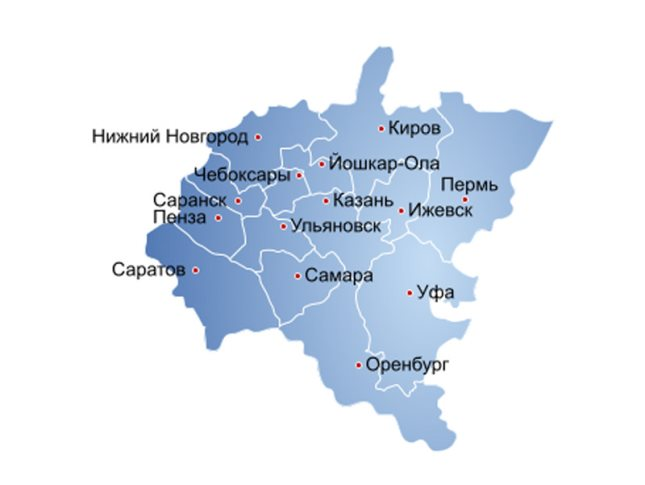 Киров
Нижний Новгород
Йошкар-Ола
Чебоксары
Пермь
Саранск
Казань
Ижевск
Пенза
Ульяновск
Саратов
Самара
Уфа
Оренбург